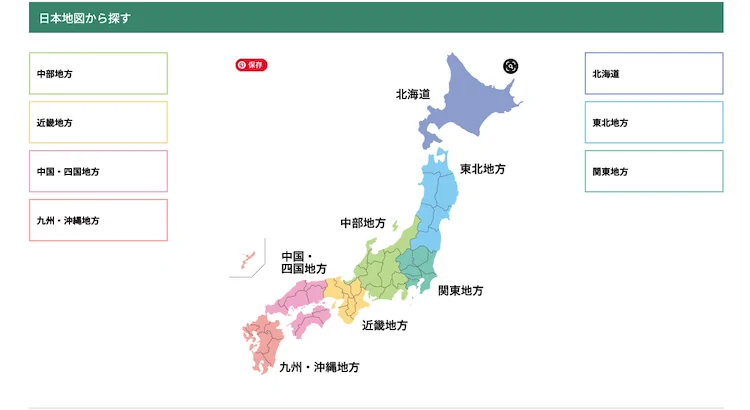 日本地図から探す
中部地方
近畿地方
中国・四国地方
九州・沖縄地方
保存
北海道
東北地方
中部地方
中国・
四国地方
関東地方
近畿地方
九州・沖縄地方
北海道
東北地方
関東地方